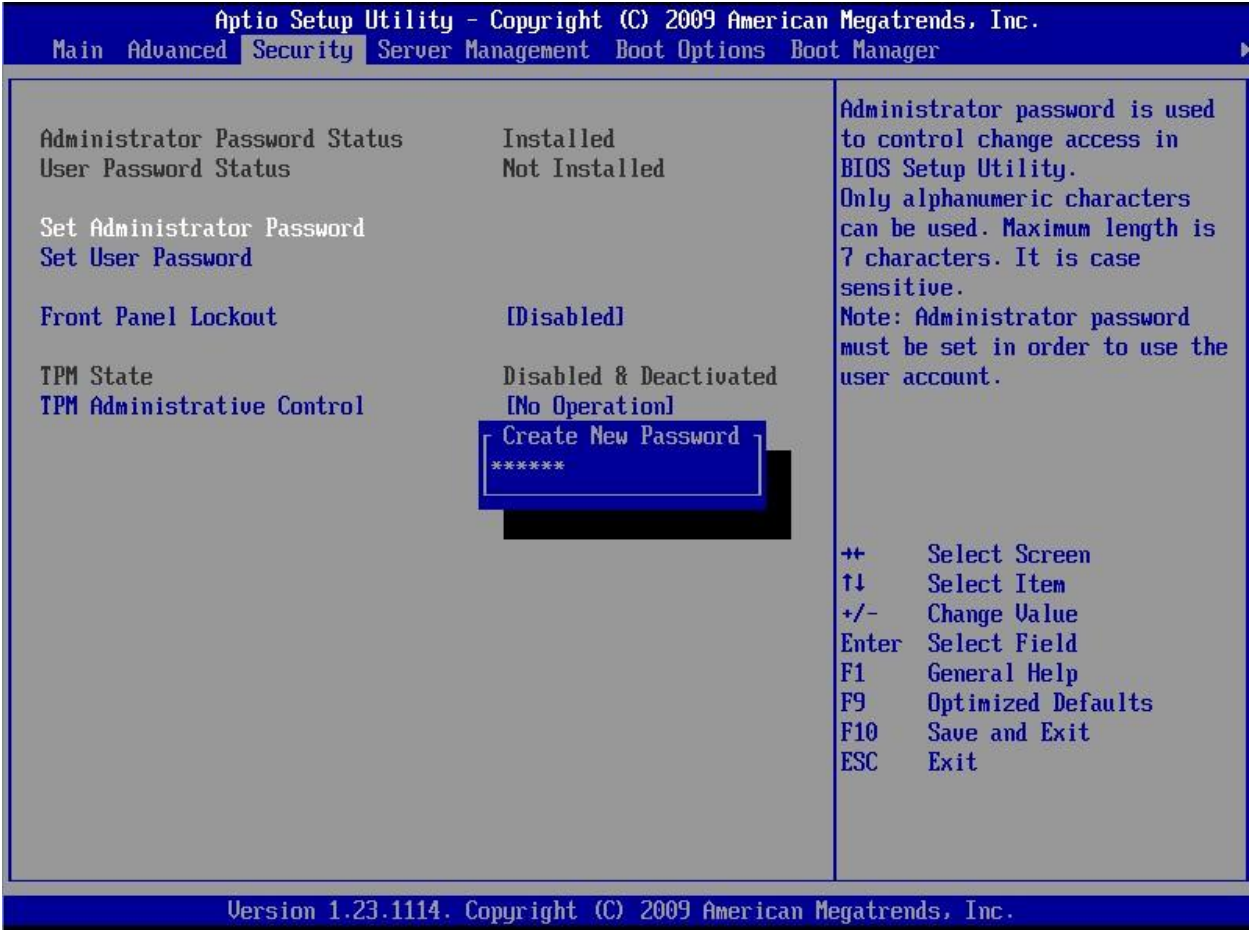 Aptio Setup Utility - Copyright (C) 2009 American Megatrends, Inc.
Main Advanced Security Server Management Boot Options Boot Manager
Administrator Password Status Installed
User Password Status Not Installed
Set Administrator Password
Set User Password
Front Panel Lockout [Disabled]
TPM State Disabled & Deactivated
TPM Administrative Control [No Operation]
Create New Password
******
Administrator password is used
to control change access in
BIOS Setup Utility.
Only alphanumeric characters
can be used. Maximum length is
7 characters. It is case
sensitive.
Note: Administrator password
must be set in order to use the
user account.
→← Select Screen
↑↓ Select Item
+/- Change Value
Enter Select Field
F1 General Help
F9 Optimized Defaults
F10 Save and Exit
ESC Exit
Version 1.23.1114. Copyright (C) 2009 American Megatrends, Inc.